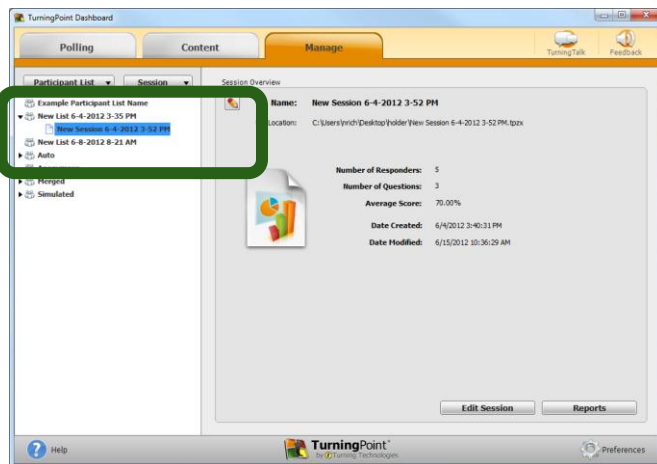 TurningPoint Dashboard
Polling
Content
Manage
TurningTalk
Feedback
Participant List
Session
Session Overview
Example Participant List Name
New List 6-4-2012 3-35 PM
New Session 6-4-2012 3-52 PM
New List 6-8-2012 8-21 AM
Auto
Merged
Simulated
Name: New Session 6-4-2012 3-52 PM
Location: C:\Users\nrich\Desktop\holder\New Session 6-4-2012 3-52 PM.tpzx
Number of Responders: 5
Number of Questions: 3
Average Score: 70.00%
Date Created: 6/4/2012 3:40:31 PM
Date Modified: 6/15/2012 10:36:29 AM
Edit Session
Reports
Help
TurningPoint
by Turning Technologies
Preferences